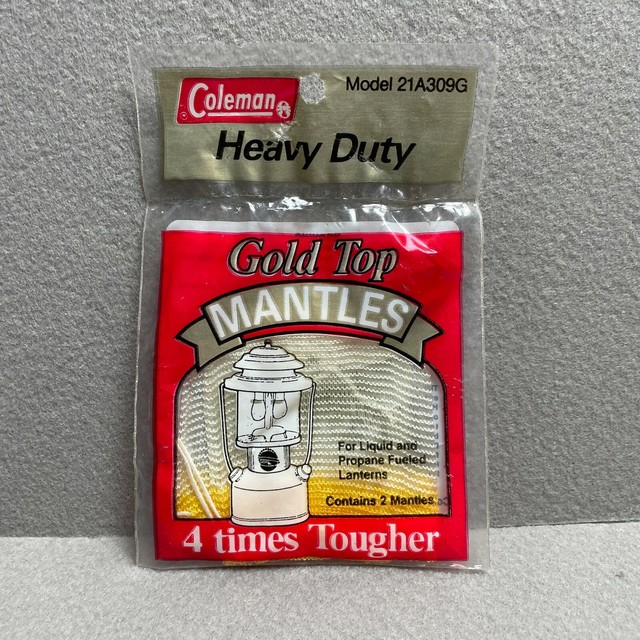 Coleman
Model 21A309G
Heavy Duty
Gold Top
MANTLES
For Liquid and
Propane Fueled
Lanterns
Contains 2 Mantles
4 times Tougher